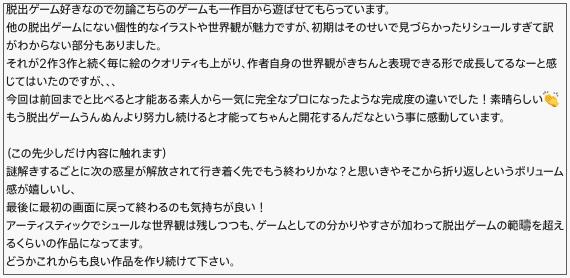 脱出ゲーム好きなので勿論こちらのゲームも一作目から遊ばせてもらっています。
他の脱出ゲームにない個性的なイラストや世界観が魅力ですが、初期はそのせいで見づらかったりシュールすぎて訳がわからない部分もありました。
それが2作3作と続く毎に絵のクオリティも上がり、作者自身の世界観がきちんと表現できる形で成長してるなーと感じてはいたのですが、、、
今回は前回までと比べると才能ある素人から一気に完全なプロになったような完成度の違いでした！素晴らしい👏
もう脱出ゲームうんぬんより努力し続けると才能ってちゃんと開花するんだなという事に感動しています。
(この先少しだけ内容に触れます)
謎解きするごとに次の惑星が解放されて行き着く先でもう終わりかな？と思いきやそこから折り返しというボリューム感が嬉しいし、
最後に最初の画面に戻って終わるのも気持ちが良い！
アーティスティックでシュールな世界観は残しつつも、ゲームとしての分かりやすさが加わって脱出ゲームの範疇を超えるくらいの作品になってます。
どうかこれからも良い作品を作り続けて下さい。